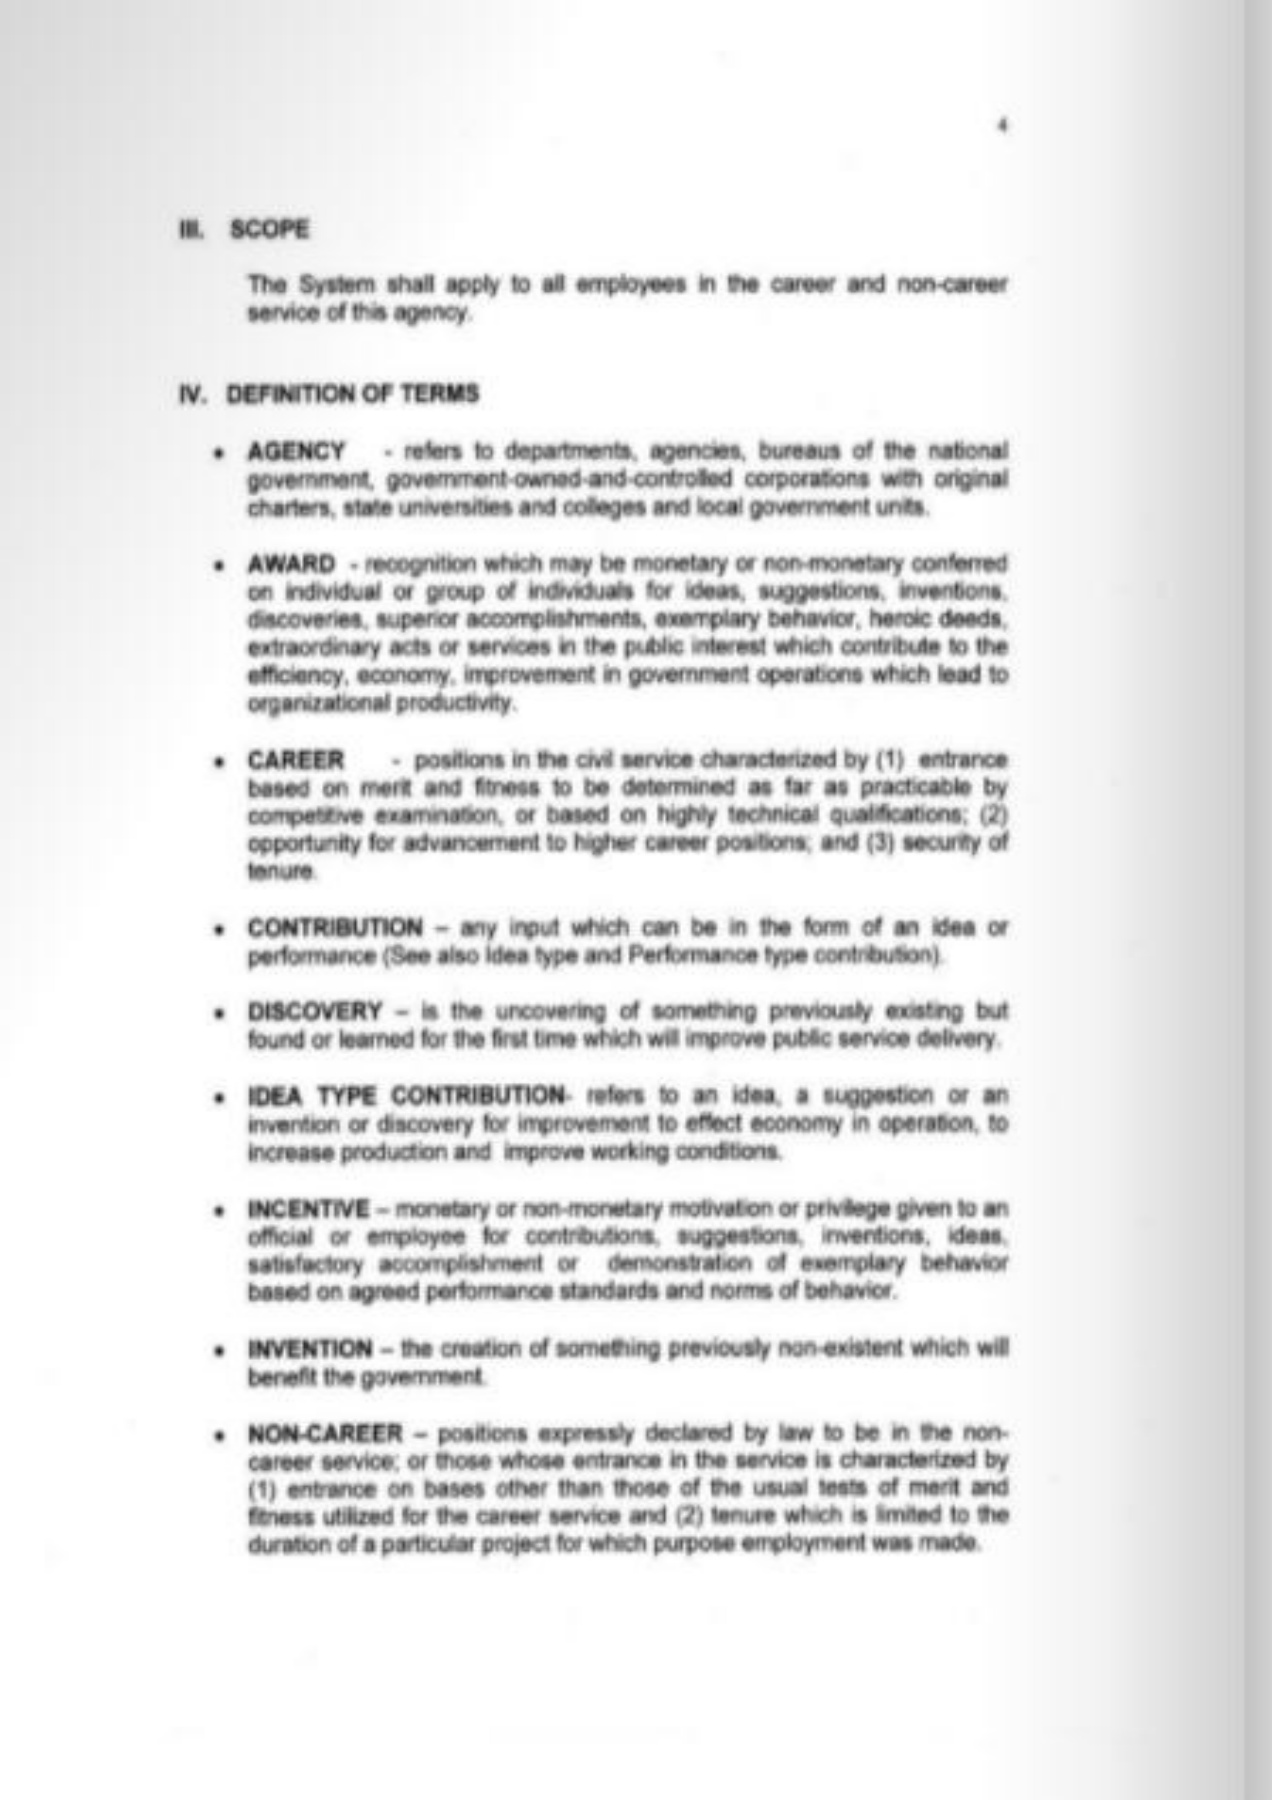 4
III. SCOPE
The System shall apply to all employees in the career and non-career
service of this agency.
IV. DEFINITION OF TERMS
• AGENCY - refers to departments, agencies, bureaus of the national
government, government-owned-and-controlled corporations with original
charters, state universities and colleges and local government units.
• AWARD - recognition which may be monetary or non-monetary conferred
on individual or group of individuals for ideas, suggestions, inventions,
discoveries, superior accomplishments, exemplary behavior, heroic deeds,
extraordinary acts or services in the public interest which contribute to the
efficiency, economy, improvement in government operations which lead to
organizational productivity.
• CAREER - positions in the civil service characterized by (1) entrance
based on merit and fitness to be determined as far as practicable by
competitive examination, or based on highly technical qualifications; (2)
opportunity for advancement to higher career positions; and (3) security of
tenure.
• CONTRIBUTION – any input which can be in the form of an idea or
performance (See also Idea type and Performance type contribution).
• DISCOVERY – is the uncovering of something previously existing but
found or learned for the first time which will improve public service delivery.
• IDEA TYPE CONTRIBUTION- refers to an idea, a suggestion or an
invention or discovery for improvement to effect economy in operation, to
increase production and improve working conditions.
• INCENTIVE – monetary or non-monetary motivation or privilege given to an
official or employee for contributions, suggestions, inventions, ideas,
satisfactory accomplishment or demonstration of exemplary behavior
based on agreed performance standards and norms of behavior.
• INVENTION – the creation of something previously non-existent which will
benefit the government.
• NON-CAREER – positions expressly declared by law to be in the non-
career service; or those whose entrance in the service is characterized by
(1) entrance on bases other than those of the usual tests of merit and
fitness utilized for the career service and (2) tenure which is limited to the
duration of a particular project for which purpose employment was made.